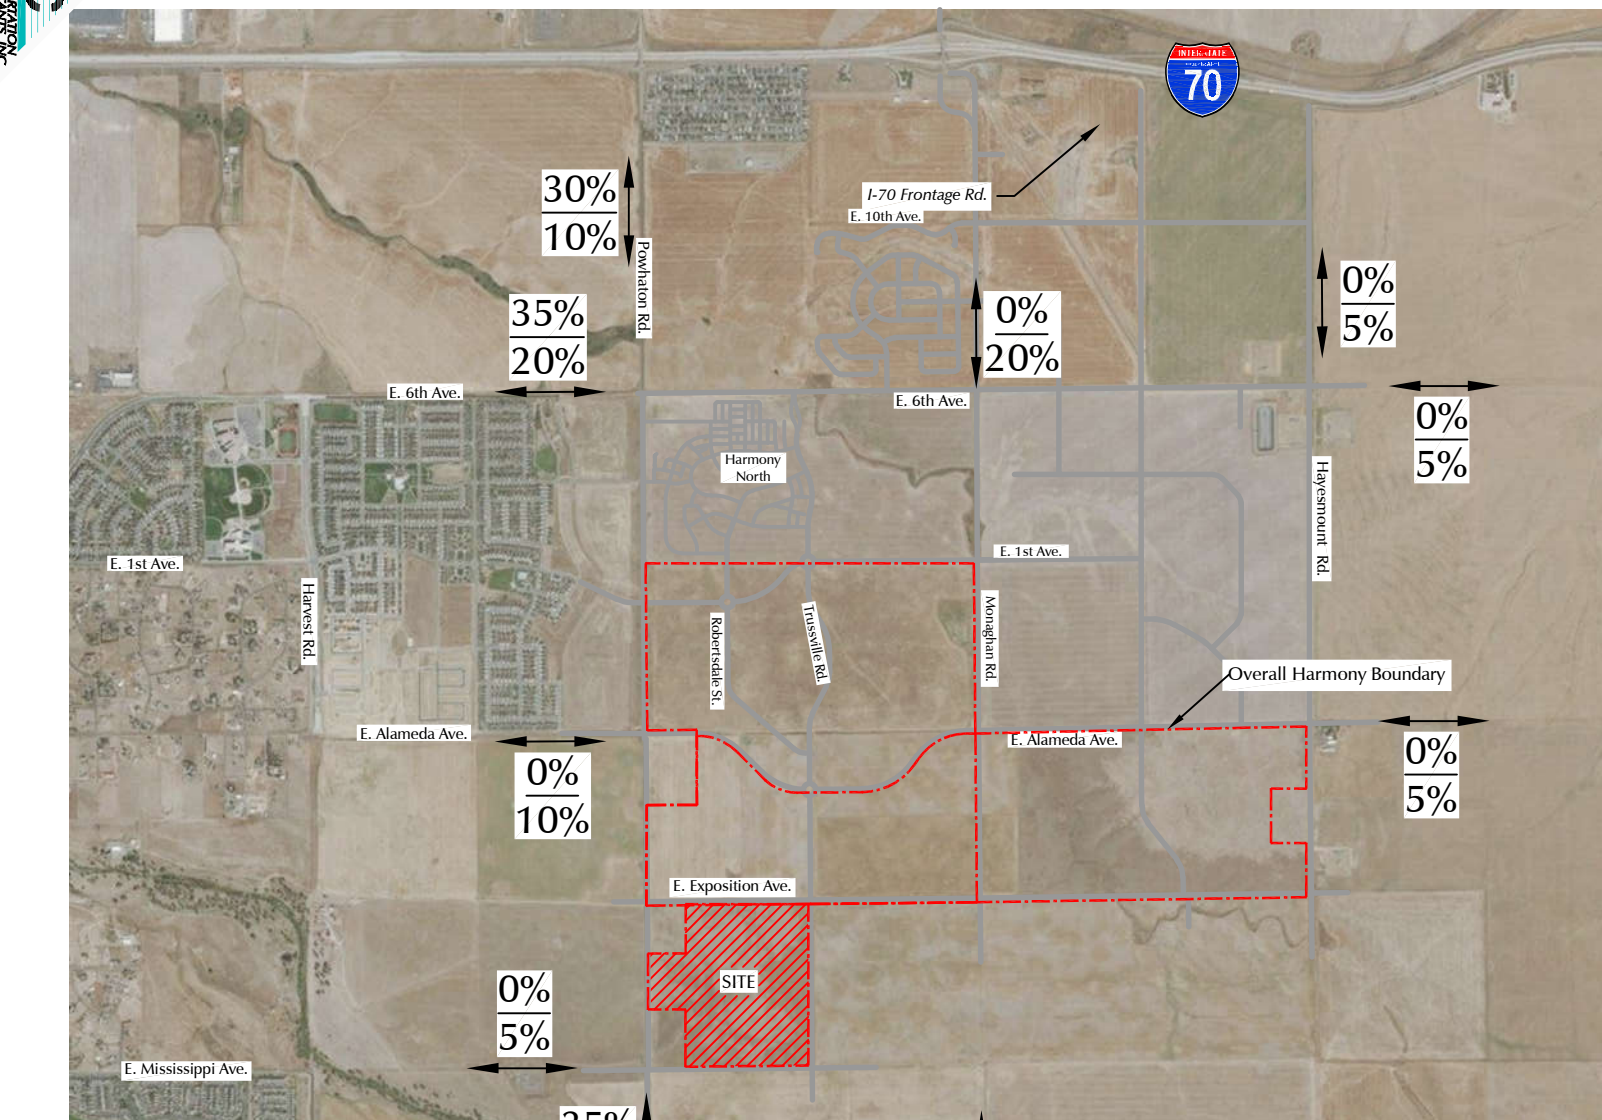 INTERSTATE
70
30%
10%
I-70 Frontage Rd.
E. 10th Ave.
0%
5%
Powhaton Rd.
35%
20%
0%
20%
E. 6th Ave.
E. 6th Ave.
0%
5%
Harmony
North
Hayesmount Rd.
E. 1st Ave.
E. 1st Ave.
Harvest Rd.
Robertsdale St.
Trussville Rd.
Monaghan Rd.
Overall Harmony Boundary
E. Alameda Ave.
E. Alameda Ave.
0%
10%
0%
5%
E. Exposition Ave.
SITE
0%
5%
E. Mississippi Ave.